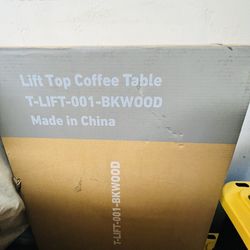 Lift Top Coffee Table
T-LIFT-001-BKWOOD
Made in China
T-LIFT-001-BKWOOD